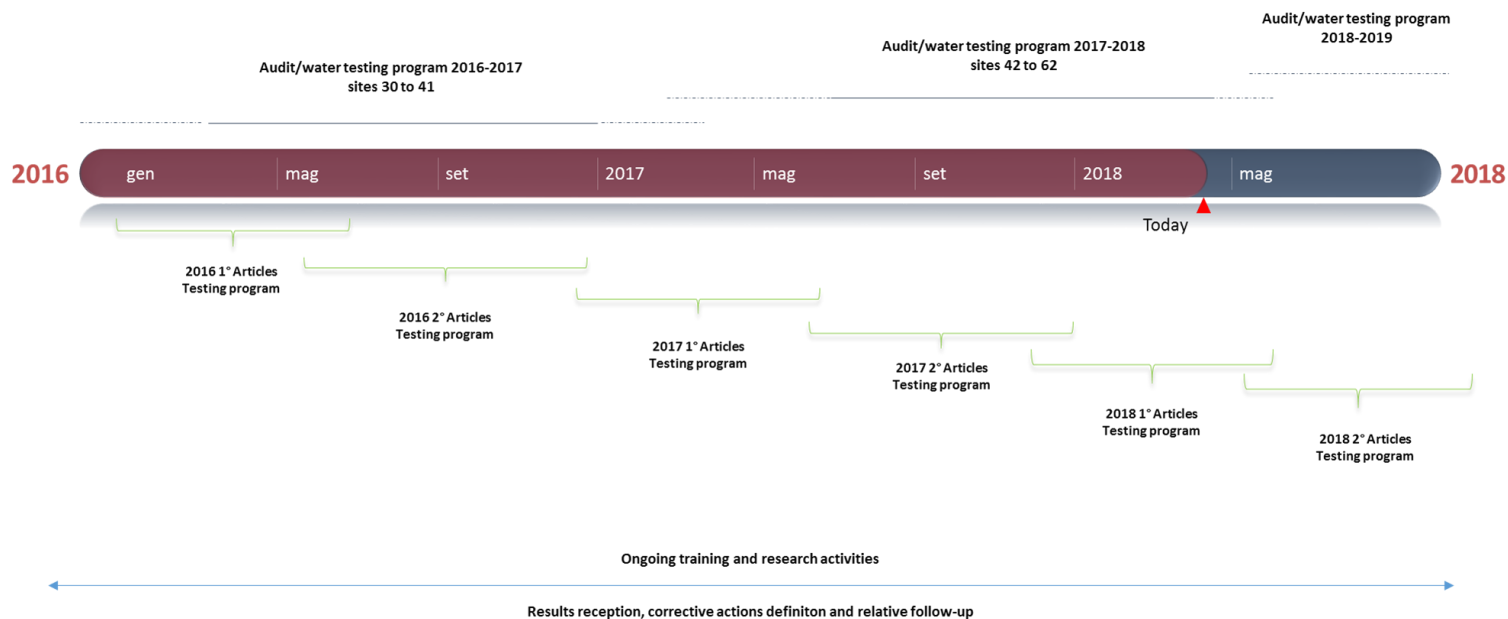 Audit/water testing program
2018-2019
Audit/water testing program 2017-2018
sites 42 to 62
Audit/water testing program 2016-2017
sites 30 to 41
2016
gen
mag
set
2017
mag
set
2018
mag
2018
Today
2016 1° Articles
Testing program
2016 2° Articles
Testing program
2017 1° Articles
Testing program
2017 2° Articles
Testing program
2018 1° Articles
Testing program
2018 2° Articles
Testing program
Ongoing training and research activities
Results reception, corrective actions definiton and relative follow-up